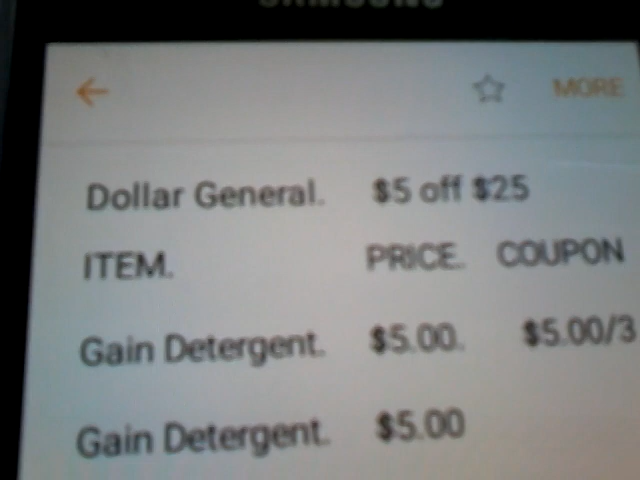 SAMSUNG
MORE
Dollar General. $5 off $25
ITEM. PRICE. COUPON
Gain Detergent. $5.00. $5.00/3
Gain Detergent. $5.00